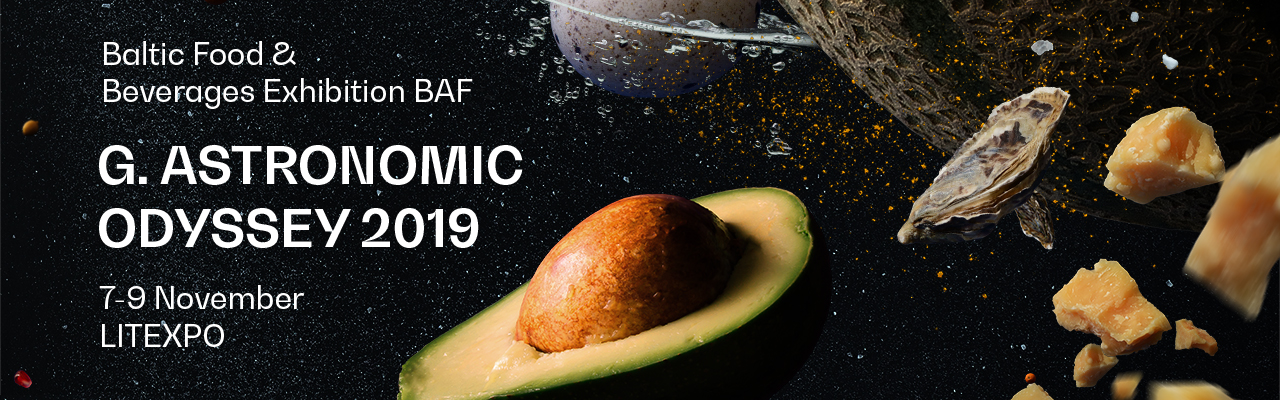 Baltic Food &
Beverages Exhibition BAF
G. ASTRONOMIC
ODYSSEY 2019
7-9 November
LITEXPO